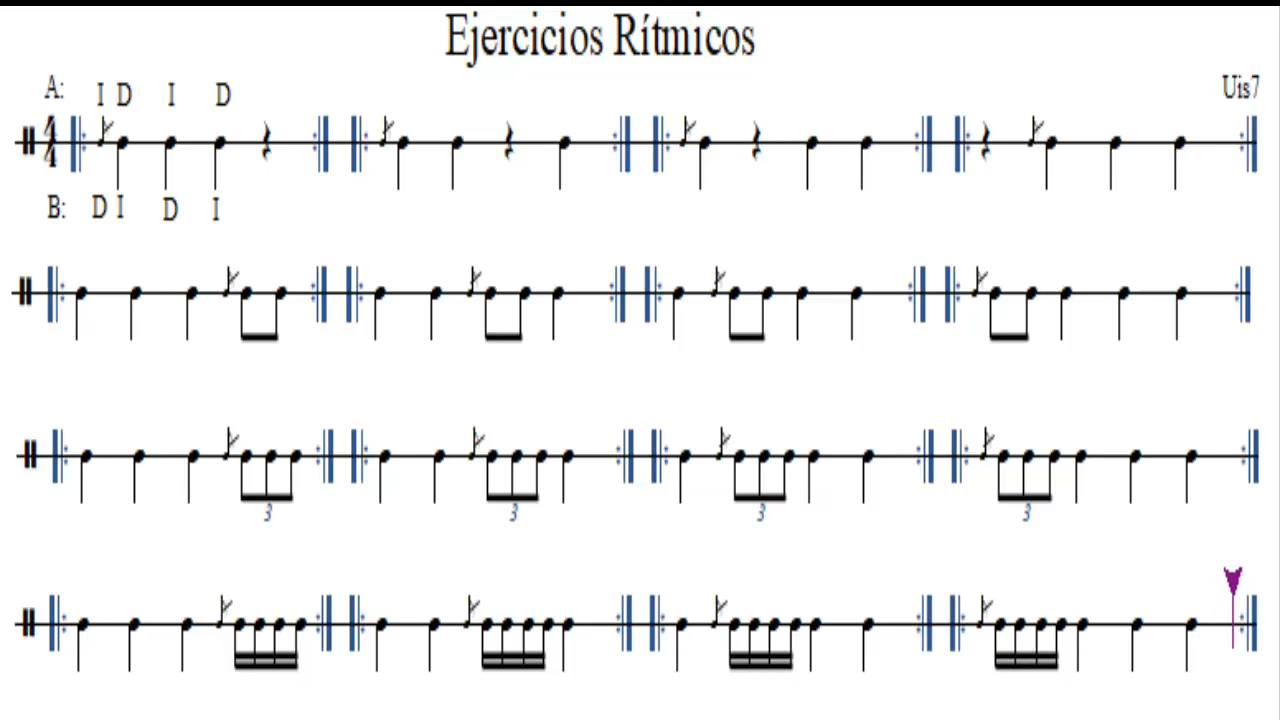 Ejercicios Rítmicos
A: I D I D
Uis7
4
4
B: D I D I
3 3 3 3